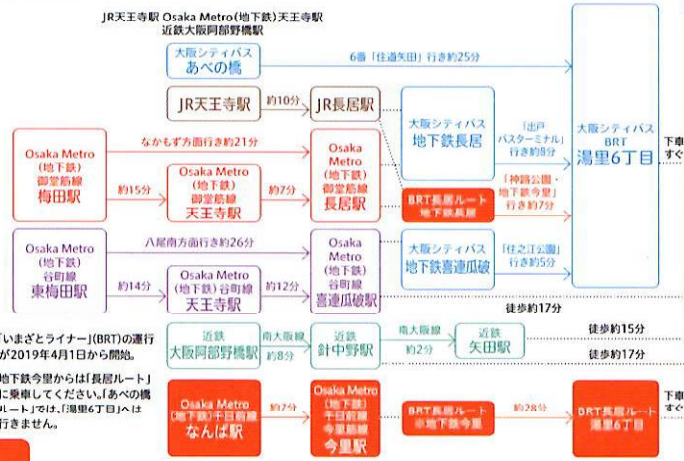 JR天王寺駅 Osaka Metro(地下鉄)天王寺駅
近鉄大阪阿部野橋駅
大阪シティバス
あべの橋
6番「住道矢田」行き約25分
JR天王寺駅
約10分
JR長居駅
大阪シティバス
地下鉄長居
「出戸
バスターミナル」
行き約8分
大阪シティバス
BRT
湯里6丁目
下車
すぐ
Osaka Metro
(地下鉄)
御堂筋線
梅田駅
なかもず方面行き約21分
約15分
Osaka Metro
(地下鉄)
御堂筋線
天王寺駅
約7分
Osaka
Metro
(地下鉄)
御堂筋線
長居駅
BRT長居ルート
地下鉄長居
「神路公園・
地下鉄今里」
行き約7分
Osaka Metro
(地下鉄)
谷町線
東梅田駅
八尾南方面行き約26分
約14分
Osaka Metro
(地下鉄)谷町線
天王寺駅
約12分
Osaka
Metro
(地下鉄)
谷町線
喜連瓜破駅
大阪シティバス
地下鉄喜連瓜破
「住之江公園」
行き約5分
徒歩約17分
「いまざとライナー」(BRT)の運行
が2019年4月1日から開始。
近鉄
大阪阿部野橋駅
南大阪線
約8分
近鉄
針中野駅
南大阪線
約2分
近鉄
矢田駅
徒歩約15分
徒歩約17分
地下鉄今里からは「長居ルート」
に乗車してください。「あべの橋
ルート」では、「湯里6丁目」へは
行きません。
Osaka Metro
(地下鉄)千日前線
なんば駅
約7分
Osaka Metro
(地下鉄)
千日前線
今里筋線
今里駅
BRT長居ルート
※地下鉄今里
約28分
BRT長居ルート
湯里6丁目
下車
すぐ